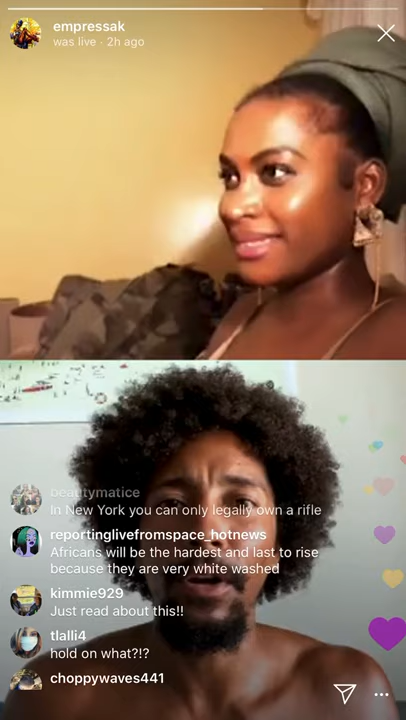 empressak
was live · 2h ago
beautymatice
In New York you can only legally own a rifle
reportinglivefromspace_hotnews
Africans will be the hardest and last to rise
because they are very white washed
kimmie929
Just read about this!!
tlalli4
hold on what?!?
choppywaves441